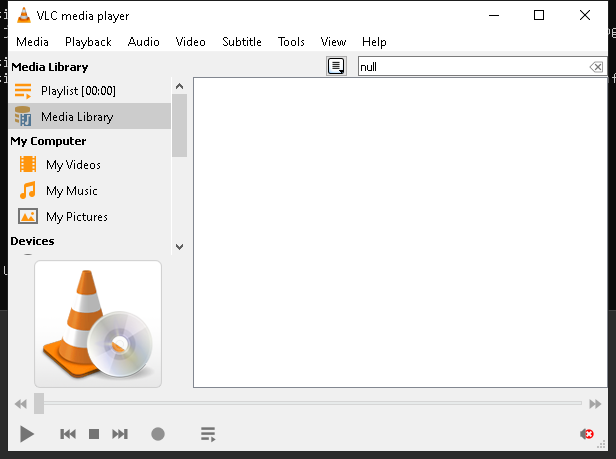 VLC media player
Media Playback Audio Video Subtitle Tools View Help
Media Library
null
Playlist [00:00]
Media Library
My Computer
My Videos
My Music
My Pictures
Devices